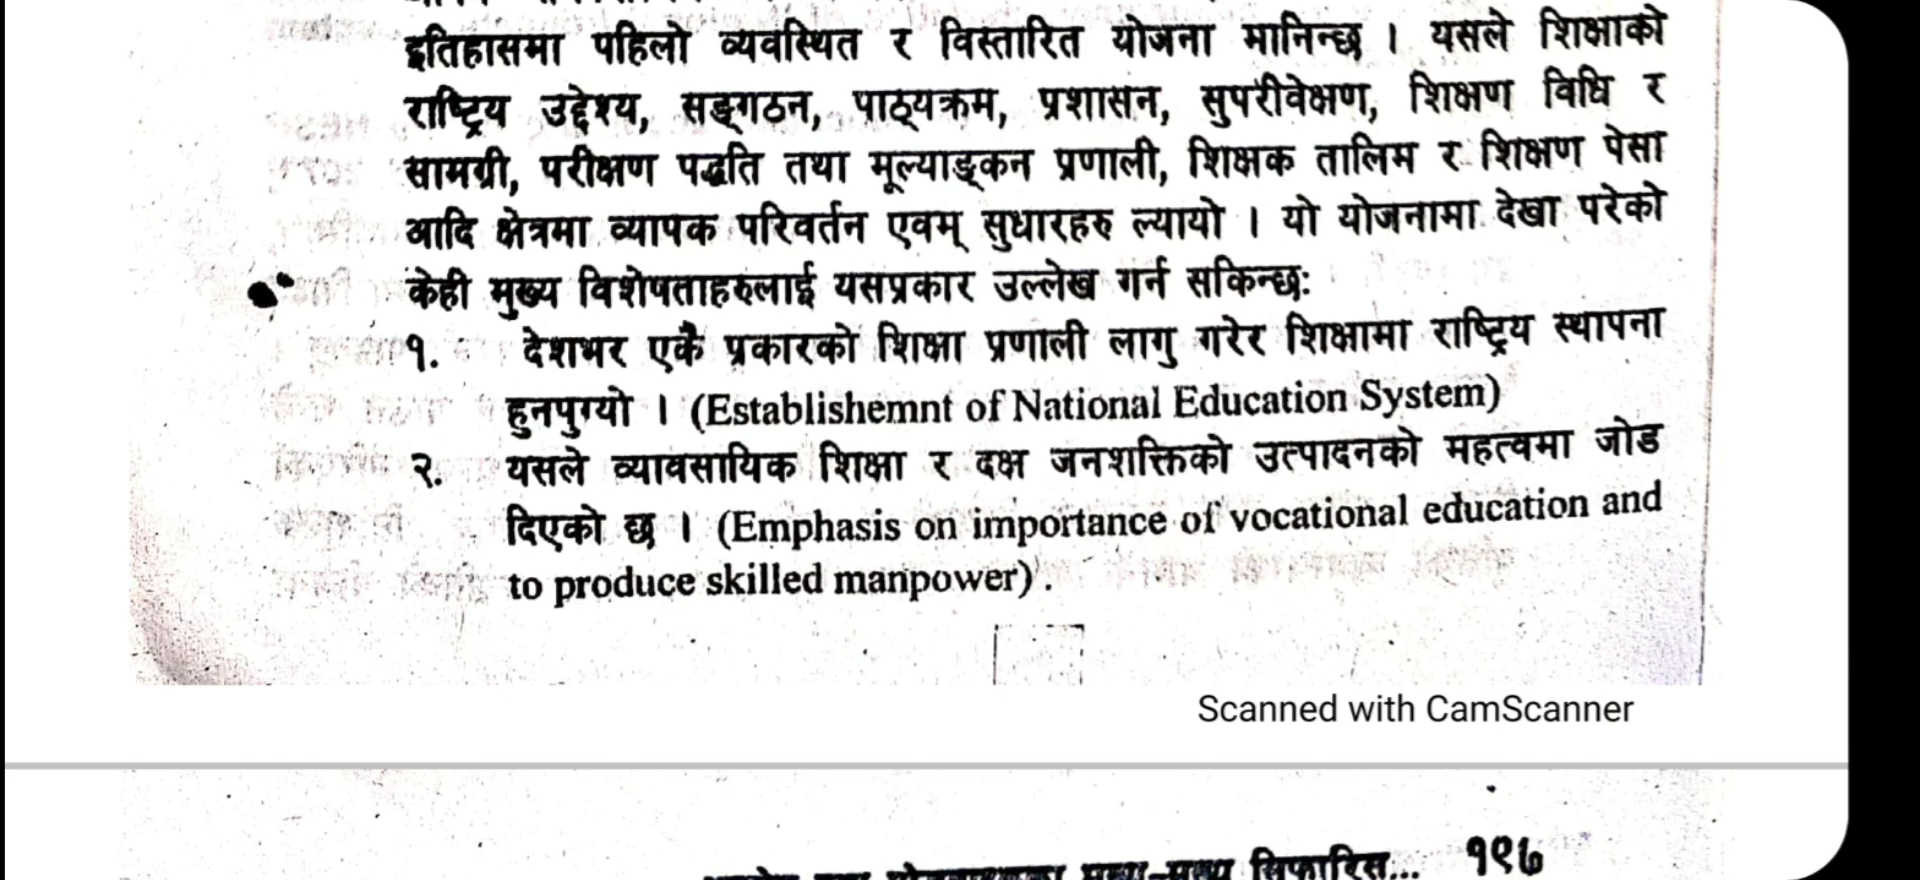 इतिहासमा पहिलो व्यवस्थित र विस्तारित योजना मानिन्छ । यसले शिक्षाको
राष्ट्रिय उद्देश्य, सङ्गठन, पाठ्यक्रम, प्रशासन, सुपरीवेक्षण, शिक्षण विधि र
सामग्री, परीक्षण पद्धति तथा मूल्याङ्कन प्रणाली, शिक्षक तालिम र शिक्षण पेसा
आदि क्षेत्रमा व्यापक परिवर्तन एवम् सुधारहरु ल्यायो । यो योजनामा देखा परेको
केही मुख्य विशेषताहरुलाई यसप्रकार उल्लेख गर्न सकिन्छः
१. देशभर एकै प्रकारको शिक्षा प्रणाली लागु गरेर शिक्षामा राष्ट्रिय स्थापना
हुनपुग्यो । (Establishemnt of National Education System)
२. यसले व्यावसायिक शिक्षा र दक्ष जनशक्तिको उत्पादनको महत्वमा जोड
दिएको छ । (Emphasis on importance of vocational education and
to produce skilled manpower) .
Scanned with CamScanner
सिफारिस... १९७